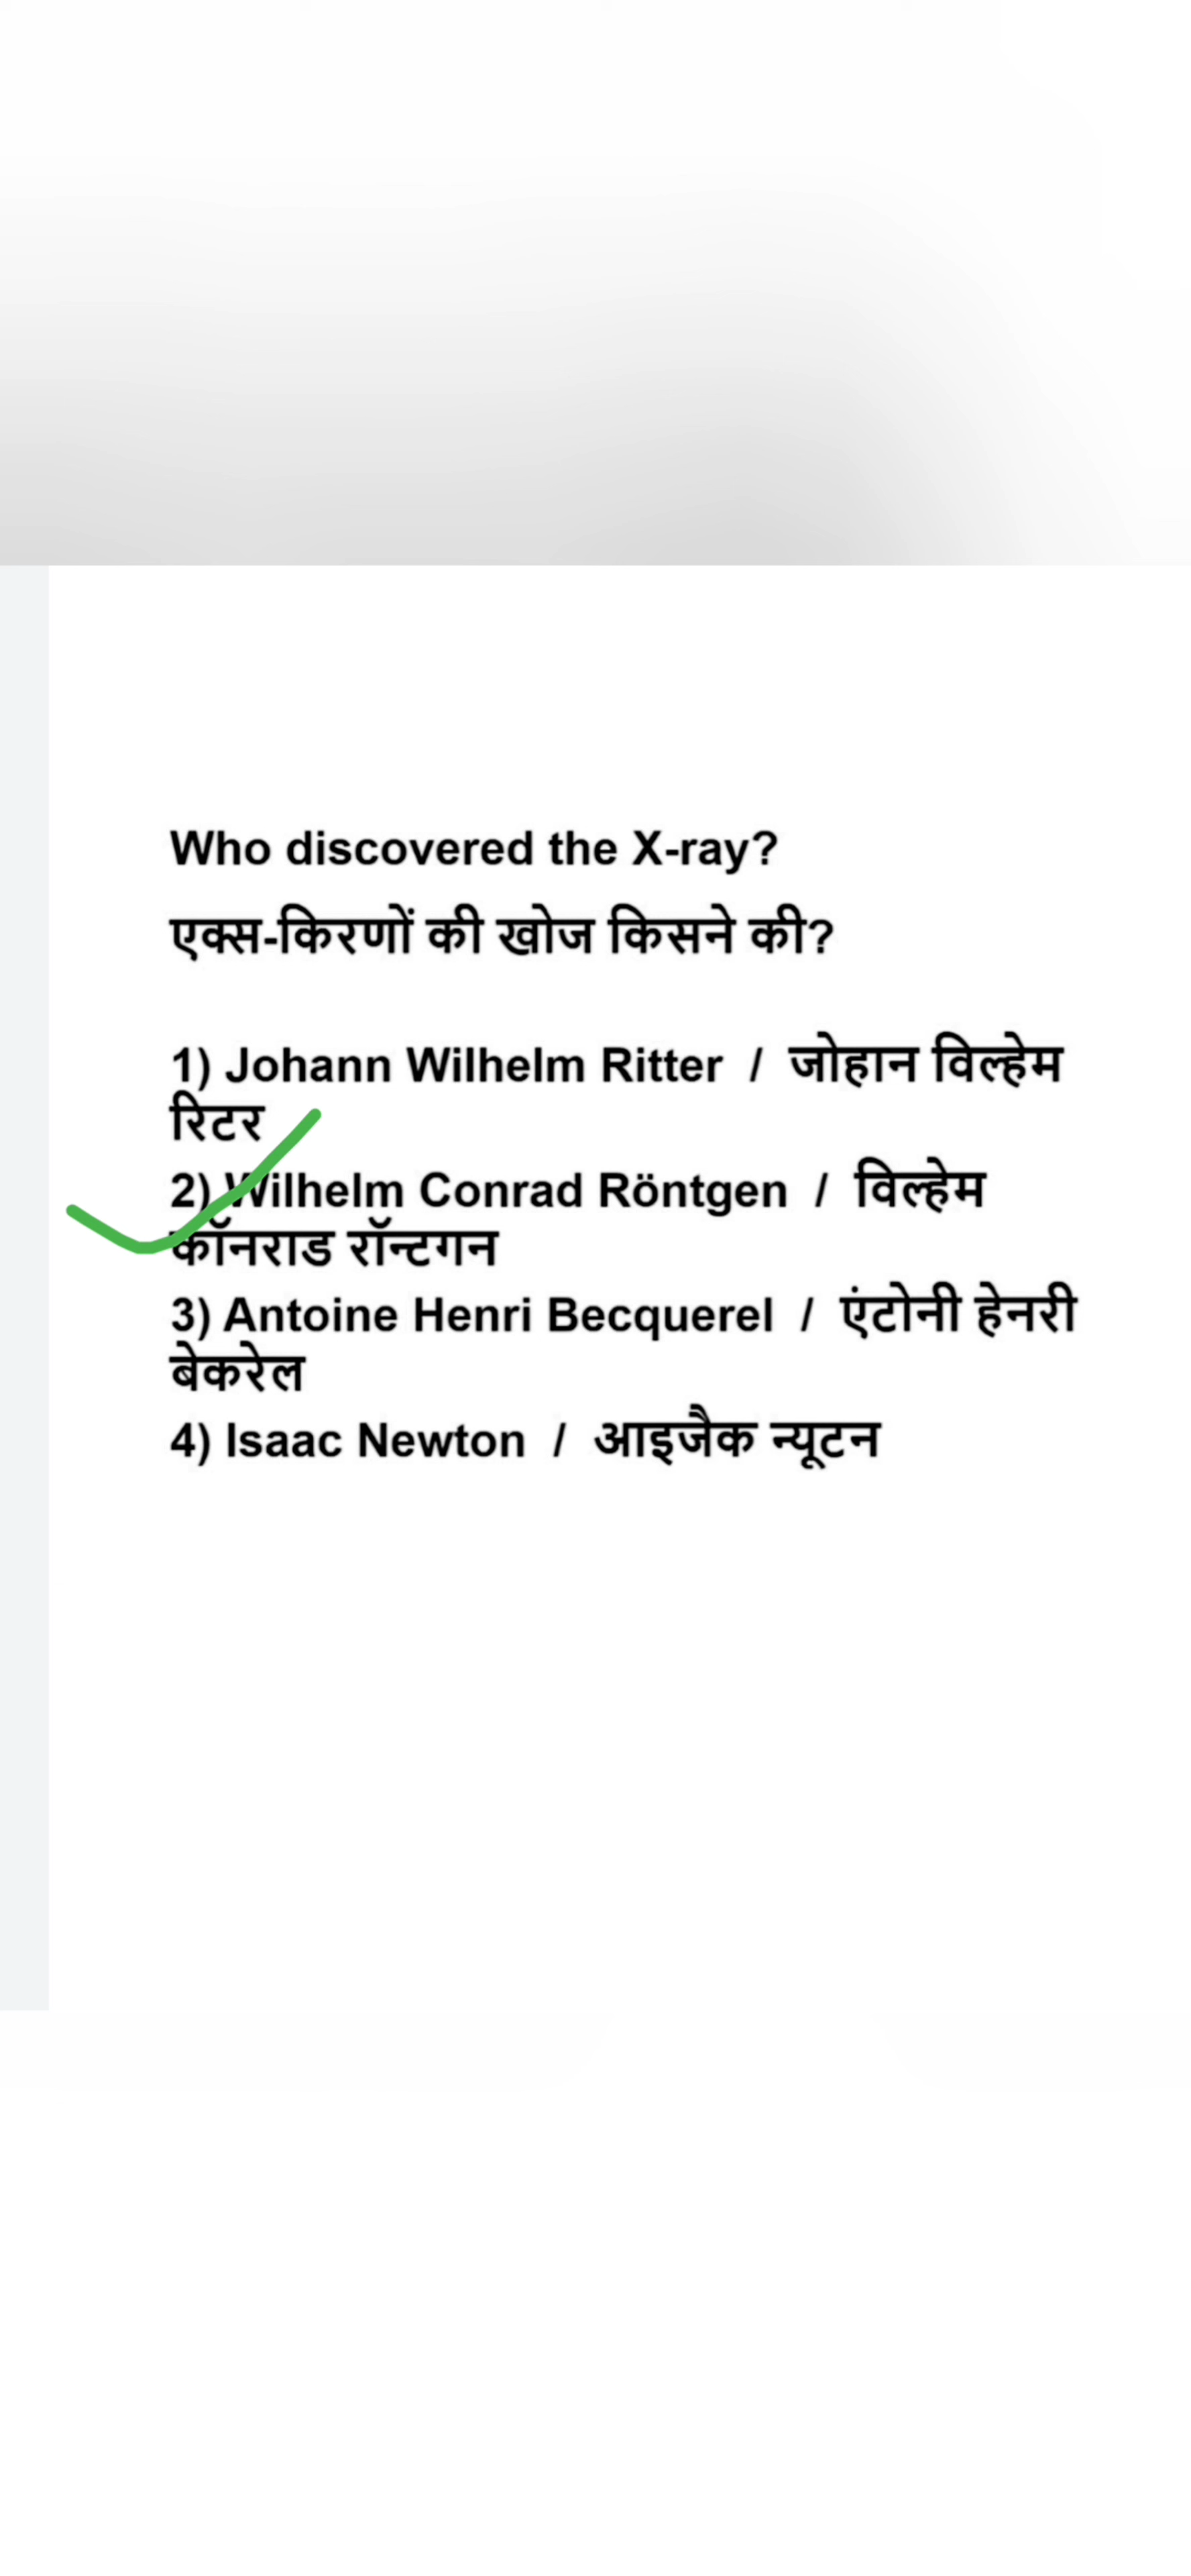 Who discovered the X-ray?
एक्स-किरणों की खोज किसने की?
1) Johann Wilhelm Ritter / जोहान विल्हेम
रिटर
2) Wilhelm Conrad Röntgen / विल्हेम
कॉनराड रॉन्टगन
3) Antoine Henri Becquerel / एंटोनी हेनरी
बेकरेल
4) Isaac Newton / आइजैक न्यूटन